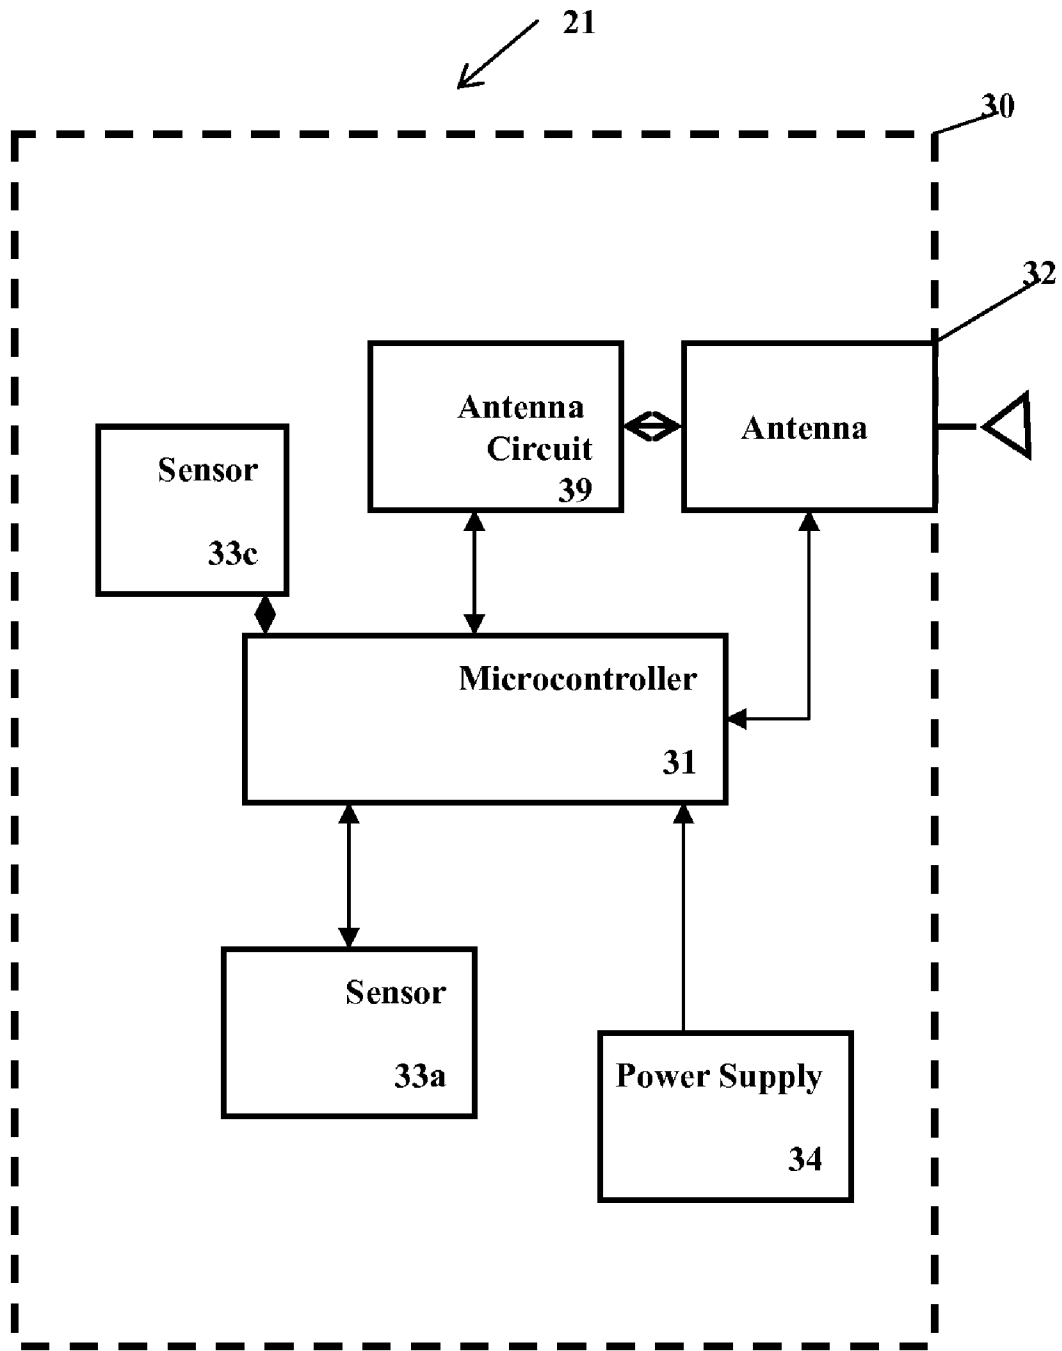 21
30
32
Antenna
Circuit
39
Antenna
Sensor
33c
Microcontroller
31
Sensor
33a
Power Supply
34